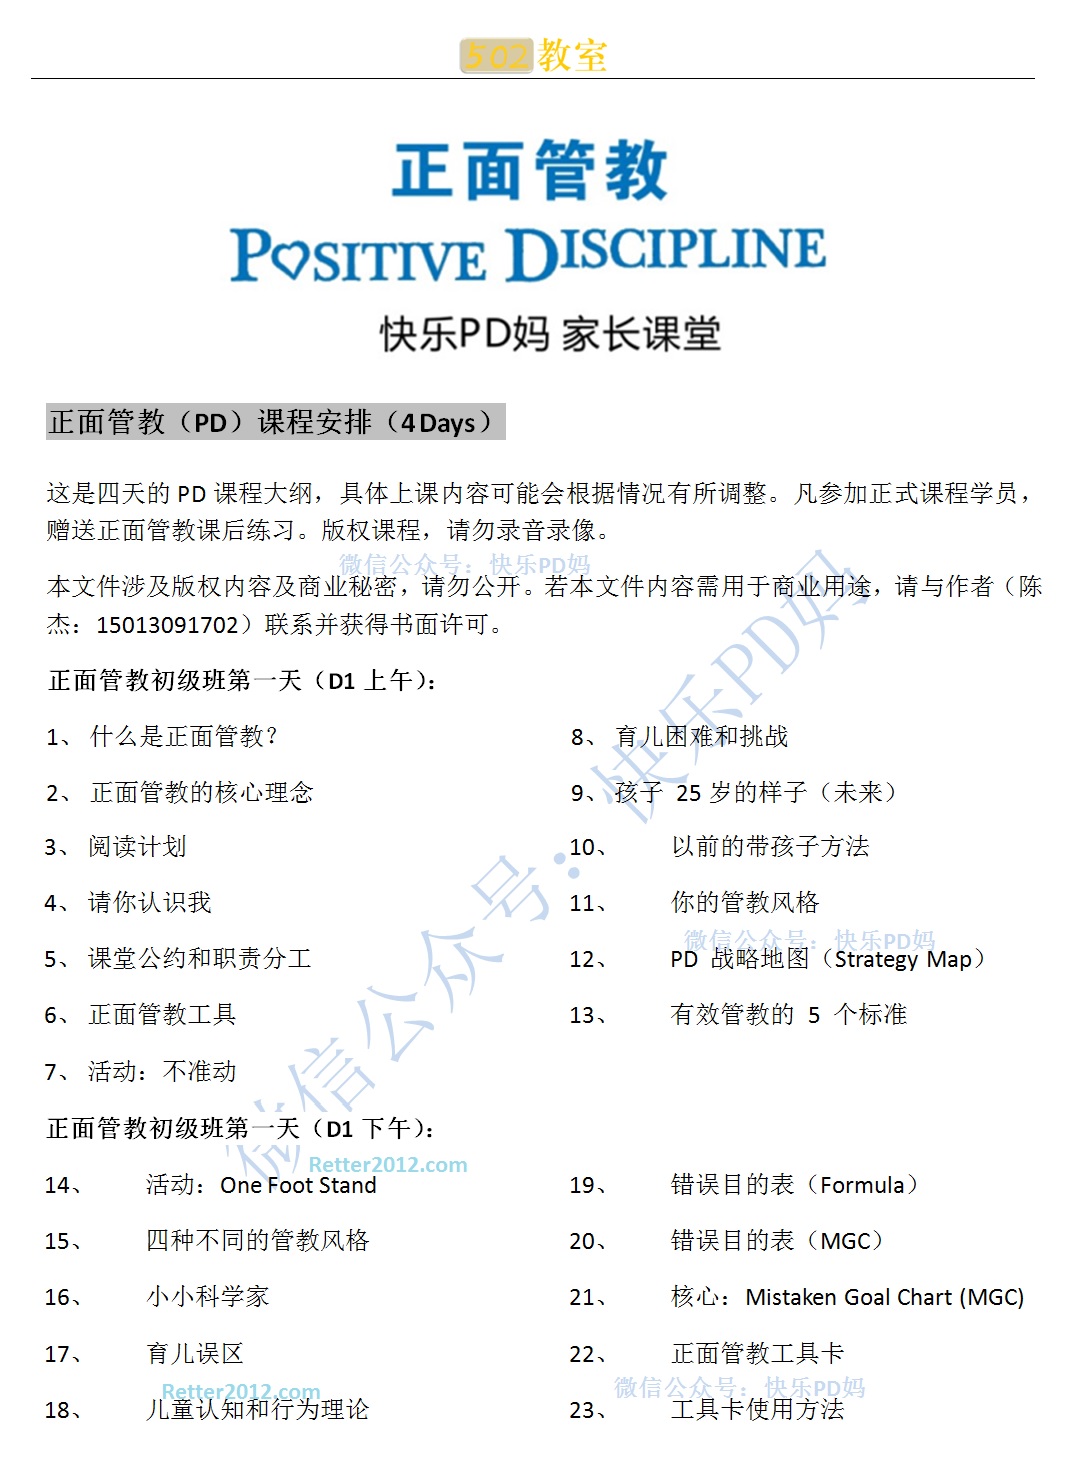 502教室
正面管教
POSITIVE DISCIPLINE
快乐PD妈 家长课堂
正面管教（PD）课程安排（4 Days）
这是四天的 PD 课程大纲，具体上课内容可能会根据情况有所调整。凡参加正式课程学员，
赠送正面管教课后练习。版权课程，请勿录音录像。
微信公众号：快乐PD妈
本文件涉及版权内容及商业秘密，请勿公开。若本文件内容需用于商业用途，请与作者（陈
杰：15013091702）联系并获得书面许可。
微信公众号：快乐PD妈
正面管教初级班第一天（D1 上午）：
1、 什么是正面管教？
2、 正面管教的核心理念
3、 阅读计划
4、 请你认识我
5、 课堂公约和职责分工
6、 正面管教工具
7、 活动：不准动
8、 育儿困难和挑战
9、 孩子 25 岁的样子（未来）
10、 以前的带孩子方法
11、 你的管教风格
微信公众号：快乐PD妈
12、 PD 战略地图（Strategy Map）
13、 有效管教的 5 个标准
正面管教初级班第一天（D1 下午）：
Retter2012.com
14、 活动：One Foot Stand
15、 四种不同的管教风格
16、 小小科学家
17、 育儿误区
Retter2012.com
18、 儿童认知和行为理论
19、 错误目的表（Formula）
20、 错误目的表（MGC）
21、 核心：Mistaken Goal Chart (MGC)
22、 正面管教工具卡
微信公众号：快乐PD妈
23、 工具卡使用方法